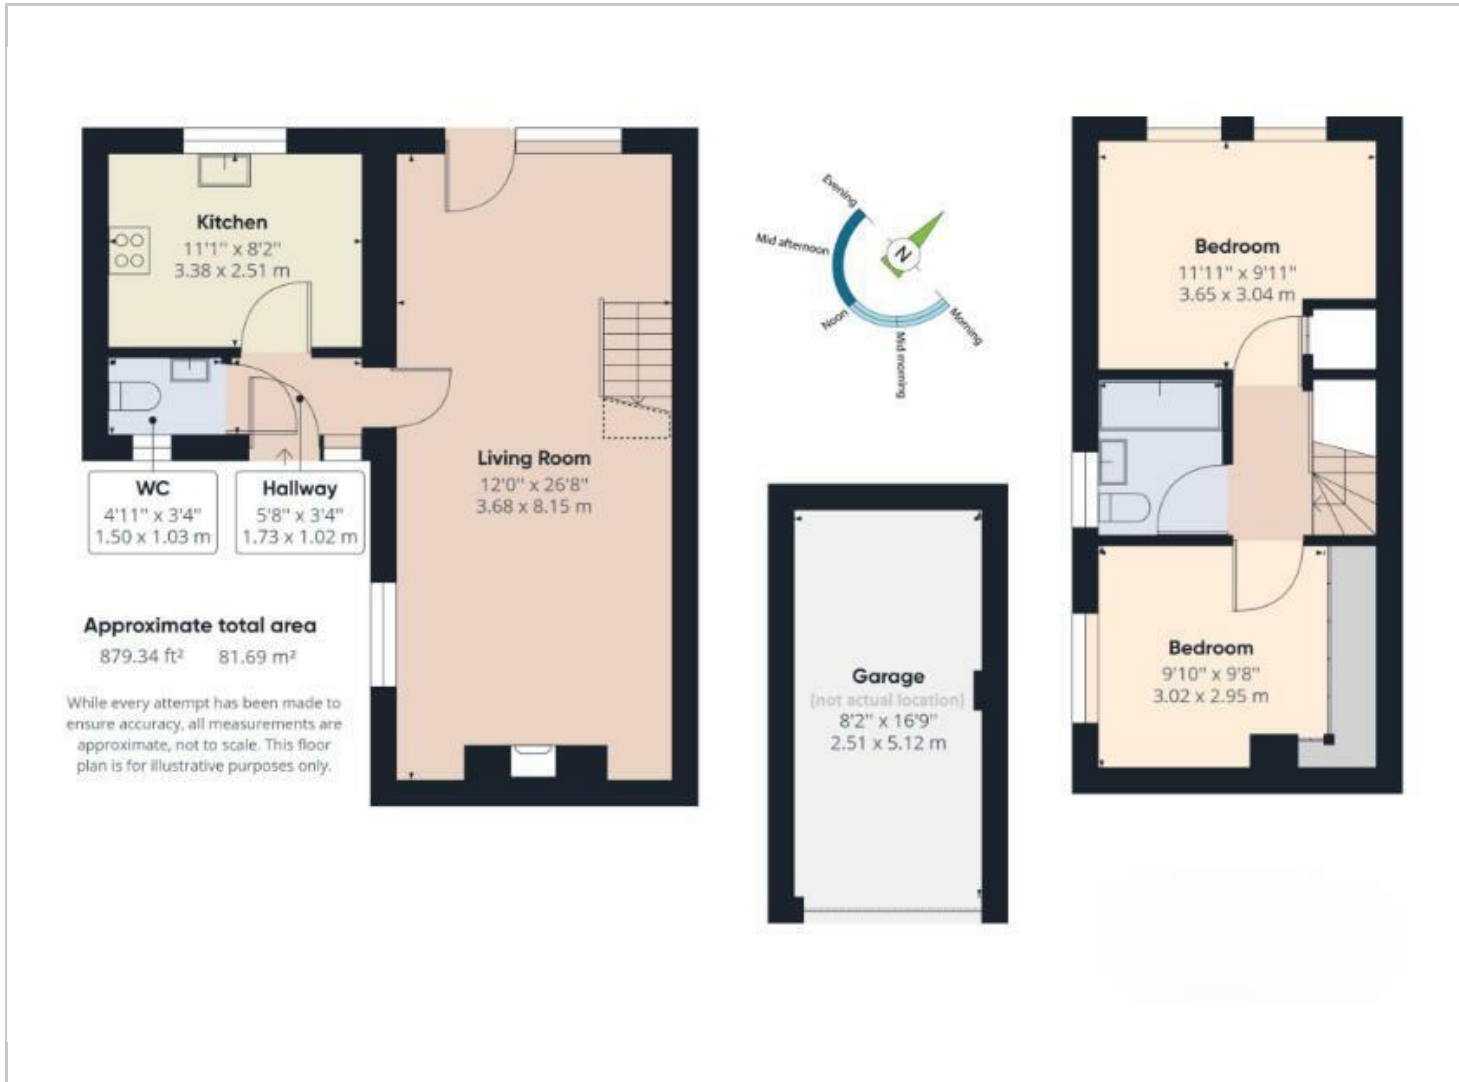 Kitchen
11'1" x 8'2"
3.38 x 2.51 m
WC
4'11" x 3'4"
1.50 x 1.03 m
Hallway
5'8" x 3'4"
1.73 x 1.02 m
Living Room
12'0" x 26'8"
3.68 x 8.15 m
Approximate total area
879.34 ft² 81.69 m²
While every attempt has been made to
ensure accuracy, all measurements are
approximate, not to scale. This floor
plan is for illustrative purposes only.
Evening
Mid afternoon
Noon
Mid morning
Morning
N
Garage
(not actual location)
8'2" x 16'9"
2.51 x 5.12 m
Bedroom
11'11" x 9'11"
3.65 x 3.04 m
Bedroom
9'10" x 9'8"
3.02 x 2.95 m